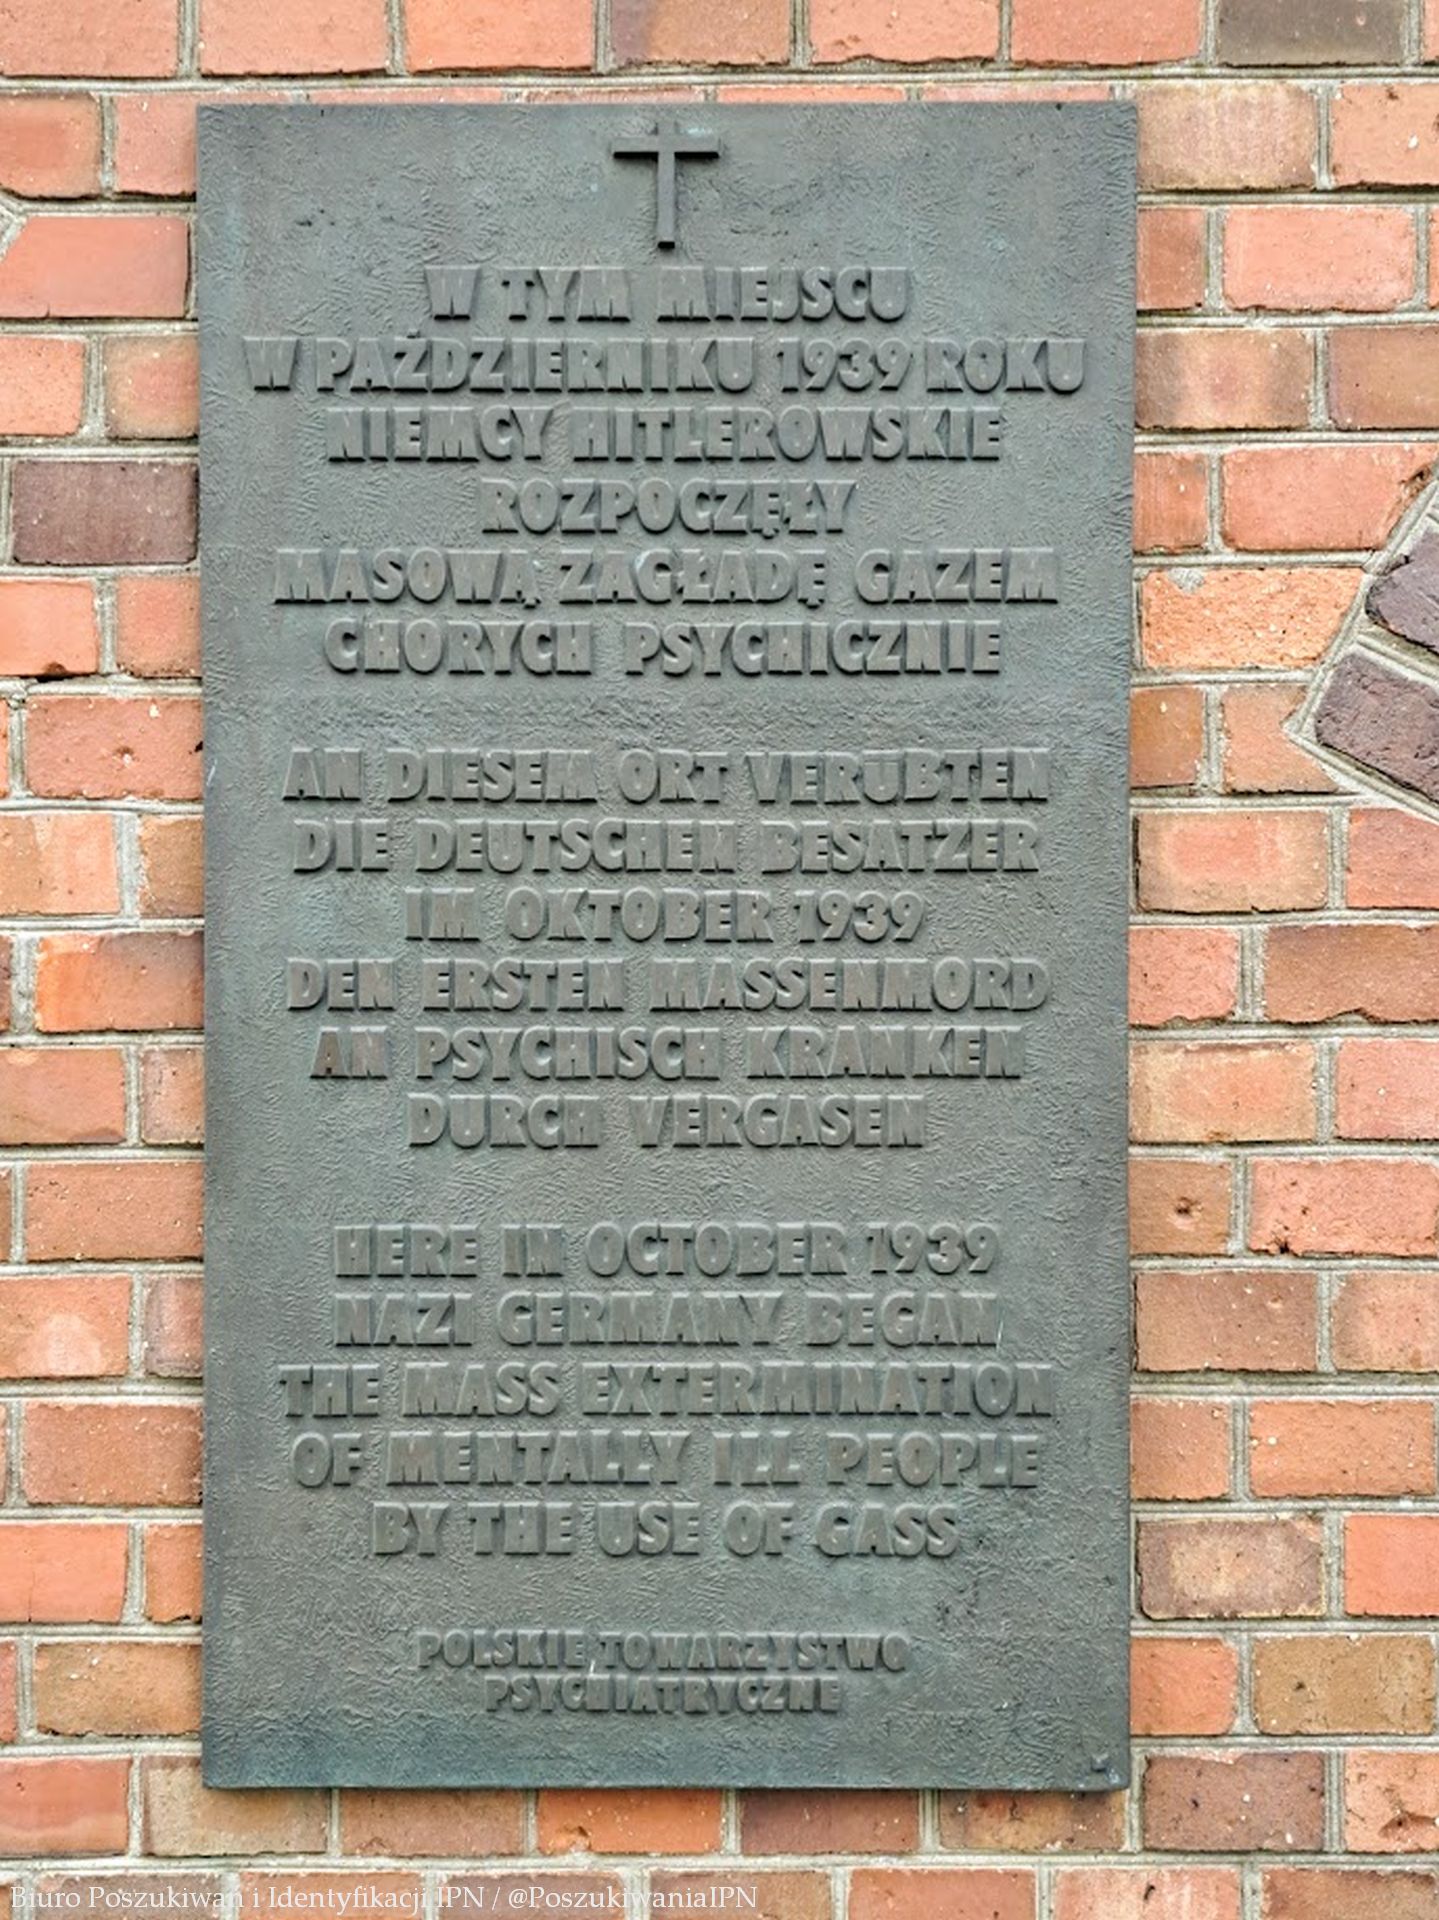 W TYM MIEJSCU
W PAŹDZIERNIKU 1939 ROKU
NIEMCY HITLEROWSKIE
ROZPOCZĘŁY
MASOWĄ ZAGŁADĘ GAZEM
CHORYCH PSYCHICZNIE
AN DIESEM ORT VERÜBTEN
DIE DEUTSCHEN BESATZER
IM OKTOBER 1939
DEN ERSTEN MASSENMORD
AN PSYCHISCH KRANKEN
DURCH VERGASEN
HERE IN OCTOBER 1939
NAZI GERMANY BEGAN
THE MASS EXTERMINATION
OF MENTALLY ILL PEOPLE
BY THE USE OF GASS
POLSKIE TOWARZYSTWO
PSYCHIATRYCZNE
Biuro Poszukiwań i Identyfikacji IPN / @PoszukiwaniaIPN